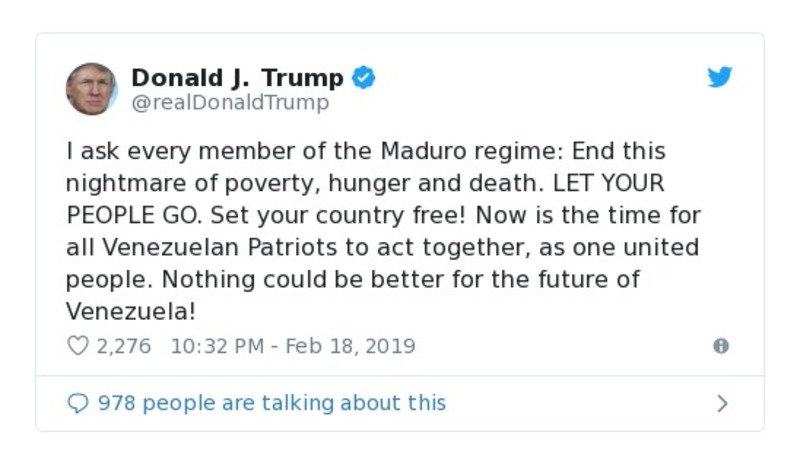 Donald J. Trump
@realDonaldTrump
I ask every member of the Maduro regime: End this
nightmare of poverty, hunger and death. LET YOUR
PEOPLE GO. Set your country free! Now is the time for
all Venezuelan Patriots to act together, as one united
people. Nothing could be better for the future of
Venezuela!
2,276 10:32 PM - Feb 18, 2019
978 people are talking about this